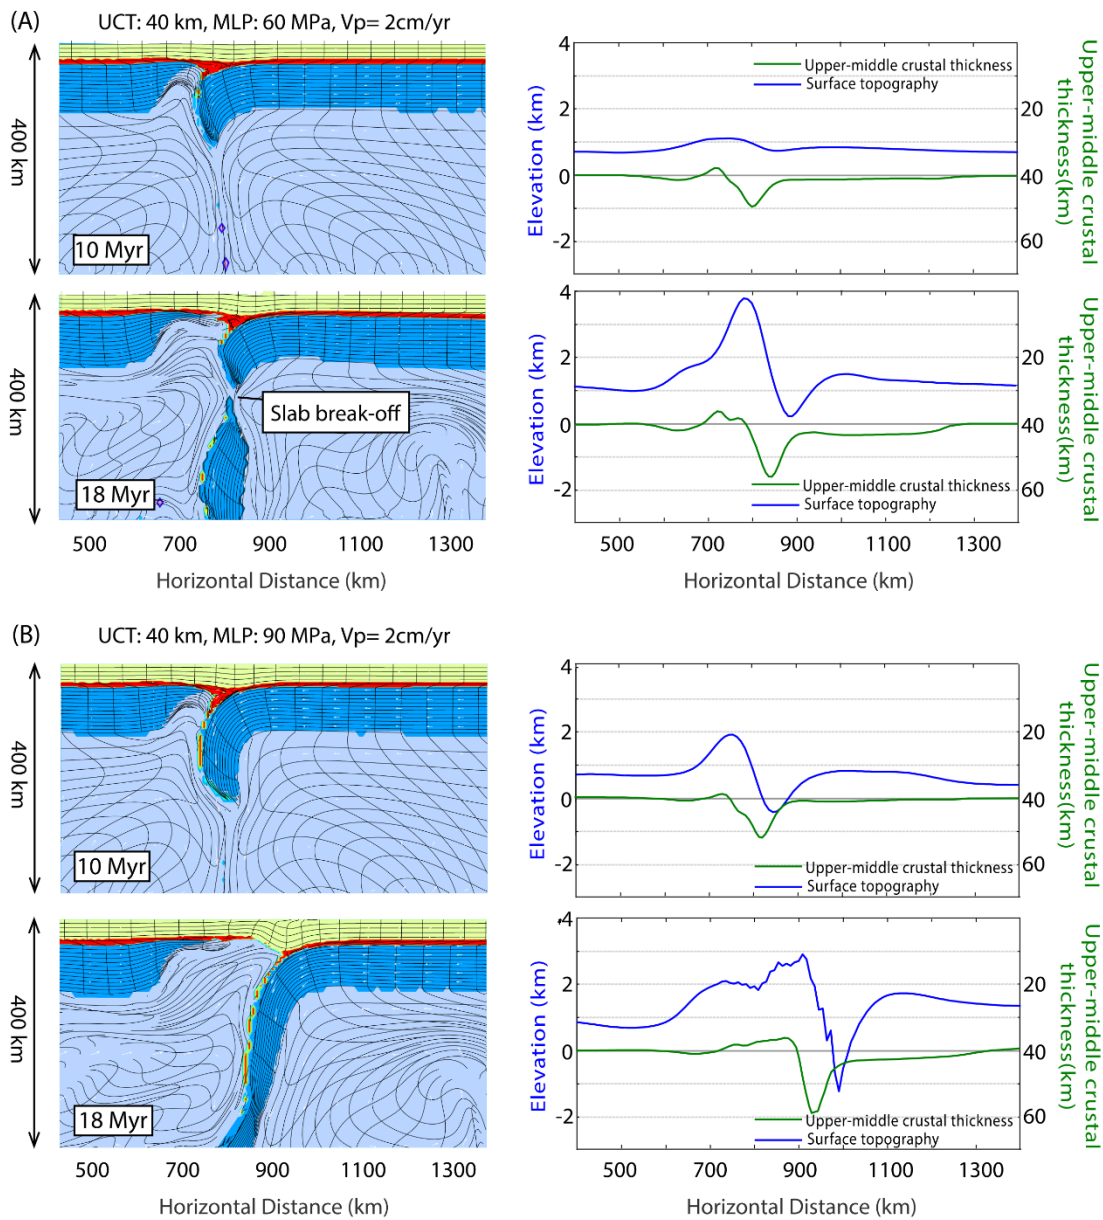 (A)
UCT: 40 km, MLP: 60 MPa, Vp= 2cm/yr
400 km
10 Myr
4
2
0
-2
Elevation (km)
Upper-middle crustal thickness
Surface topography
20
40
60
Upper-middle crustal
thickness(km)
400 km
Slab break-off
18 Myr
500 700 900 1100 1300
Horizontal Distance (km)
4
2
0
-2
Elevation (km)
Upper-middle crustal thickness
Surface topography
20
40
60
Upper-middle crustal
thickness(km)
500 700 900 1100 1300
Horizontal Distance (km)
(B)
UCT: 40 km, MLP: 90 MPa, Vp= 2cm/yr
400 km
10 Myr
4
2
0
-2
Elevation (km)
Upper-middle crustal thickness
Surface topography
20
40
60
Upper-middle crustal
thickness(km)
400 km
18 Myr
500 700 900 1100 1300
Horizontal Distance (km)
4
2
0
-2
Elevation (km)
Upper-middle crustal thickness
Surface topography
20
40
60
Upper-middle crustal
thickness(km)
500 700 900 1100 1300
Horizontal Distance (km)